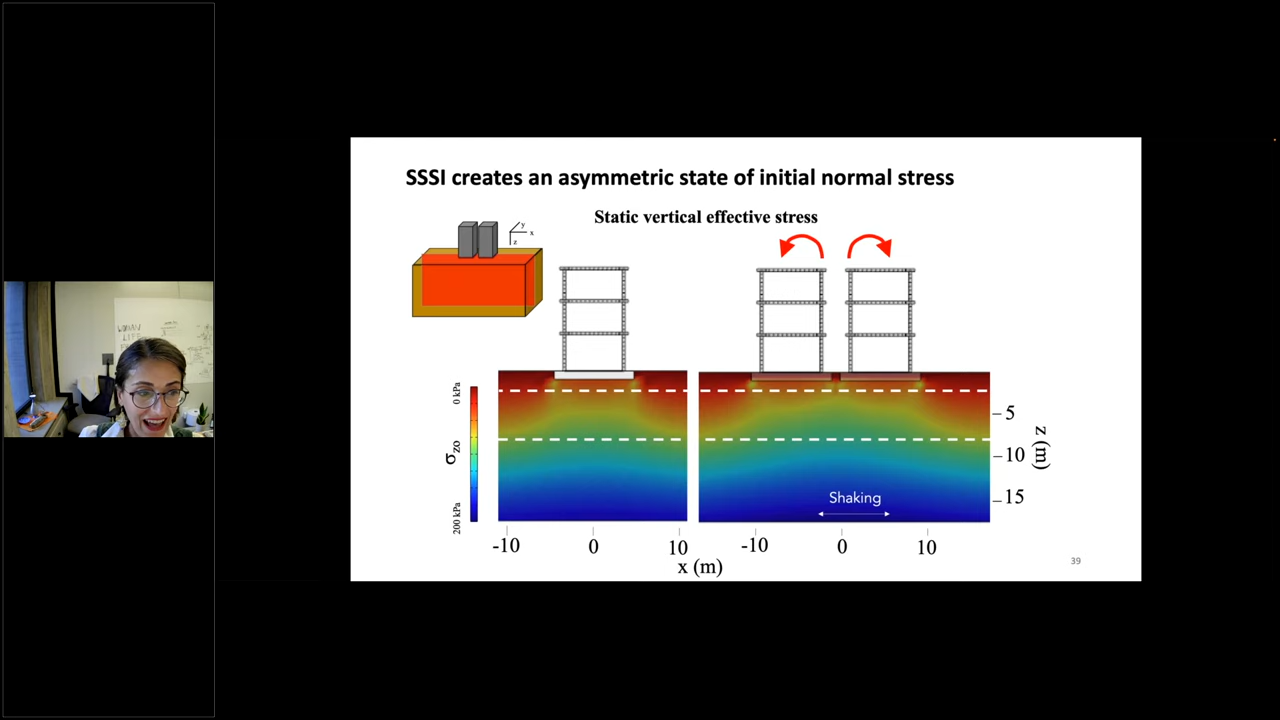 SSSI creates an asymmetric state of initial normal stress
Static vertical effective stress
y
x
z
0 kPa
σzo
200 kPa
5
10
15
z (m)
Shaking
-10 0 10
-10 0 10
x (m)
39